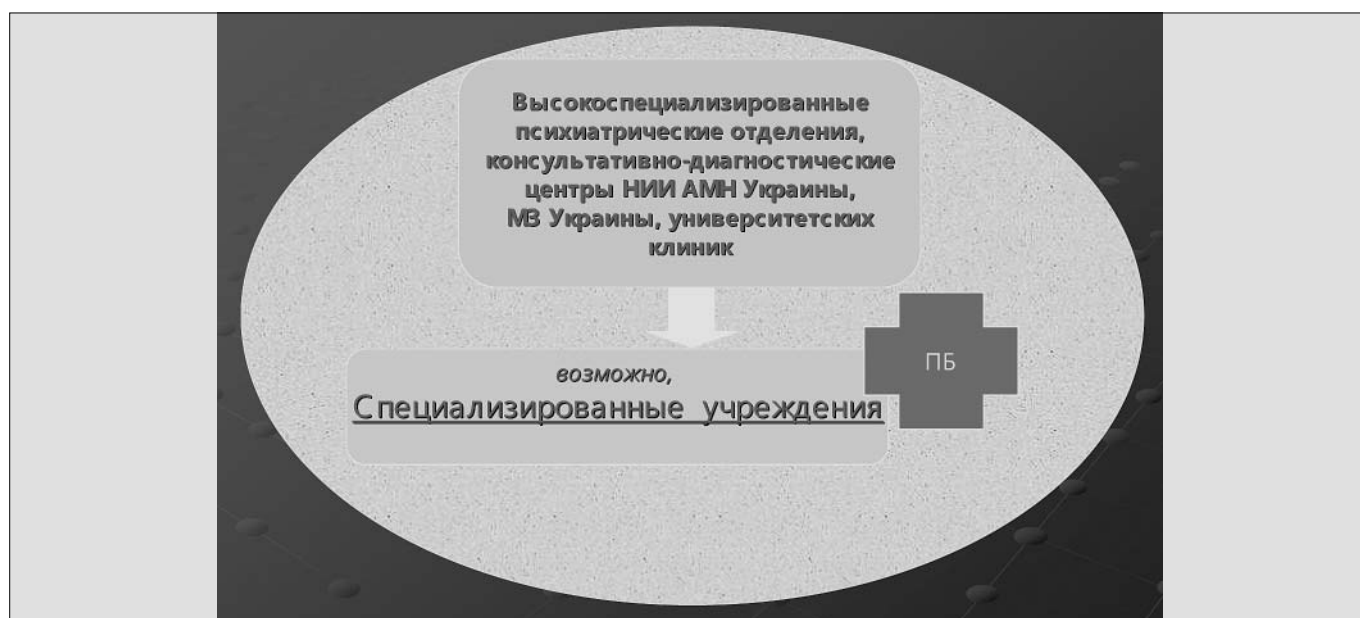 Высокоспециализированные
психиатрические отделения,
консультативно-диагностические
центры НИИ АМН Украины,
МЗ Украины, университетских
клиник
возможно,
Специализированные учреждения
ПБ